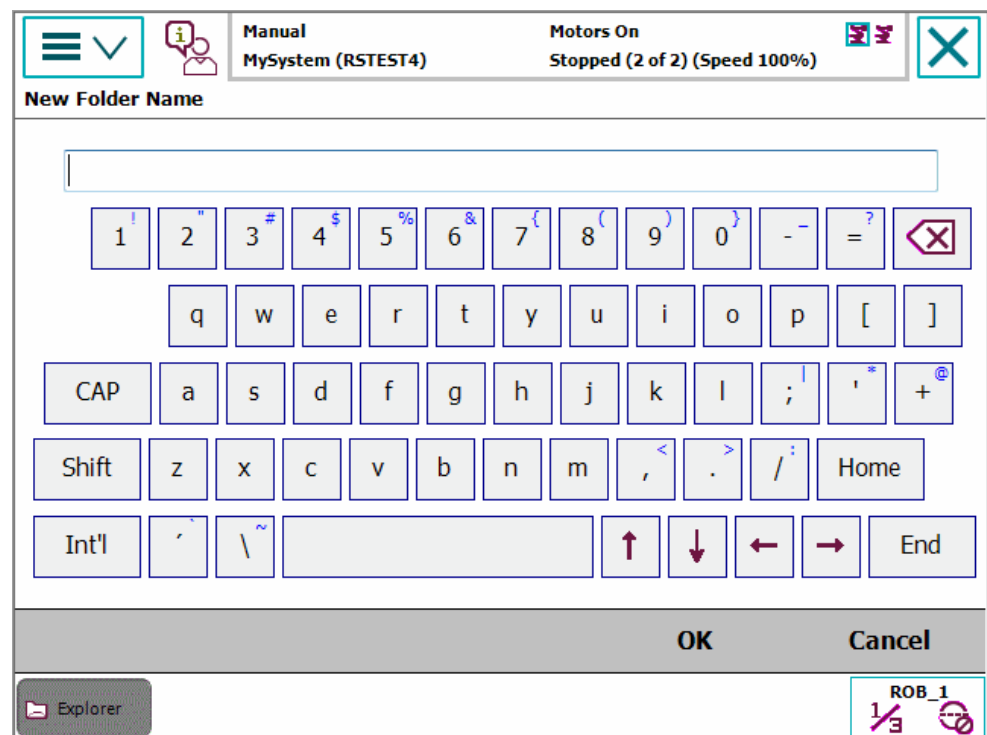 Manual
MySystem (RSTEST4)
Motors On
Stopped (2 of 2) (Speed 100%)
New Folder Name
1 ! 2 " 3 # 4 $ 5 % 6 & 7 { 8 ( 9 ) 0 } - _ = ?
q w e r t y u i o p [ ]
CAP a s d f g h j k l ; | ' * + @
Shift z x c v b n m , < . > / : Home
Int'l ´ ` \ ~ ↑ ↓ ← → End
OK Cancel
Explorer
ROB_1
1/3